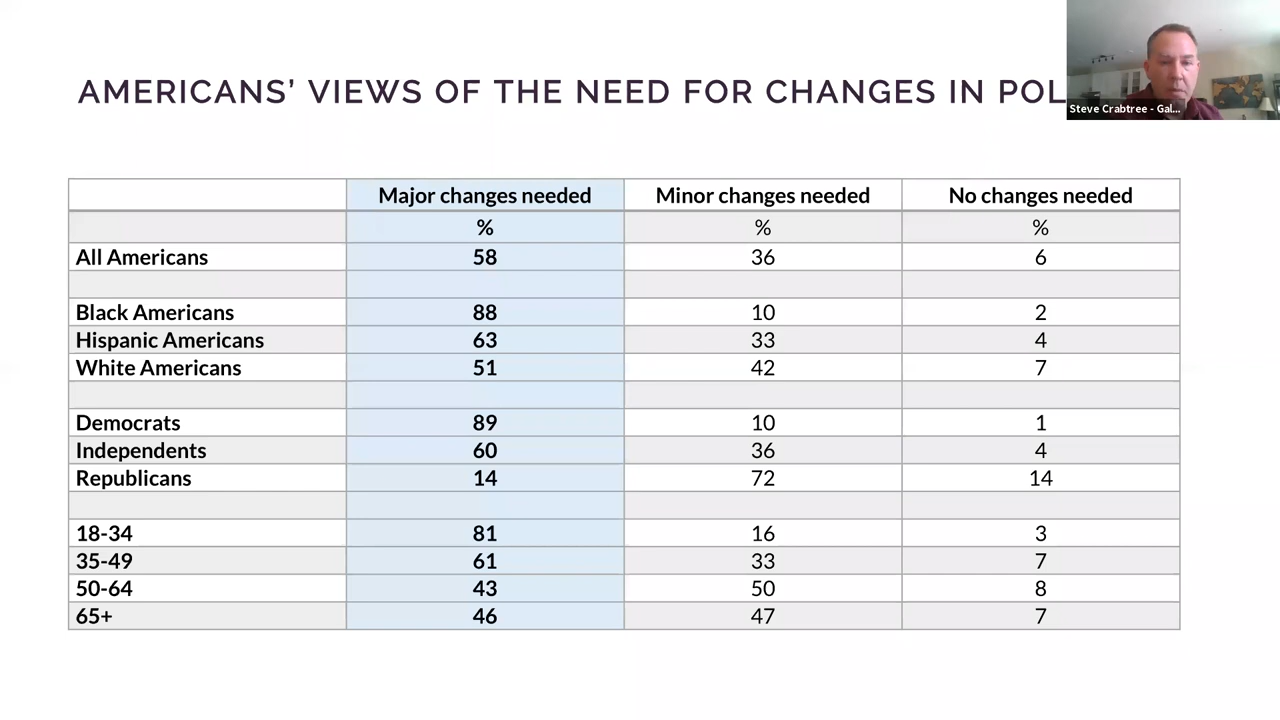 AMERICANS’ VIEWS OF THE NEED FOR CHANGES IN POL
Steve Crabtree - Gal...
Major changes needed Minor changes needed No changes needed
% % %
All Americans 58 36 6
Black Americans 88 10 2
Hispanic Americans 63 33 4
White Americans 51 42 7
Democrats 89 10 1
Independents 60 36 4
Republicans 14 72 14
18-34 81 16 3
35-49 61 33 7
50-64 43 50 8
65+ 46 47 7